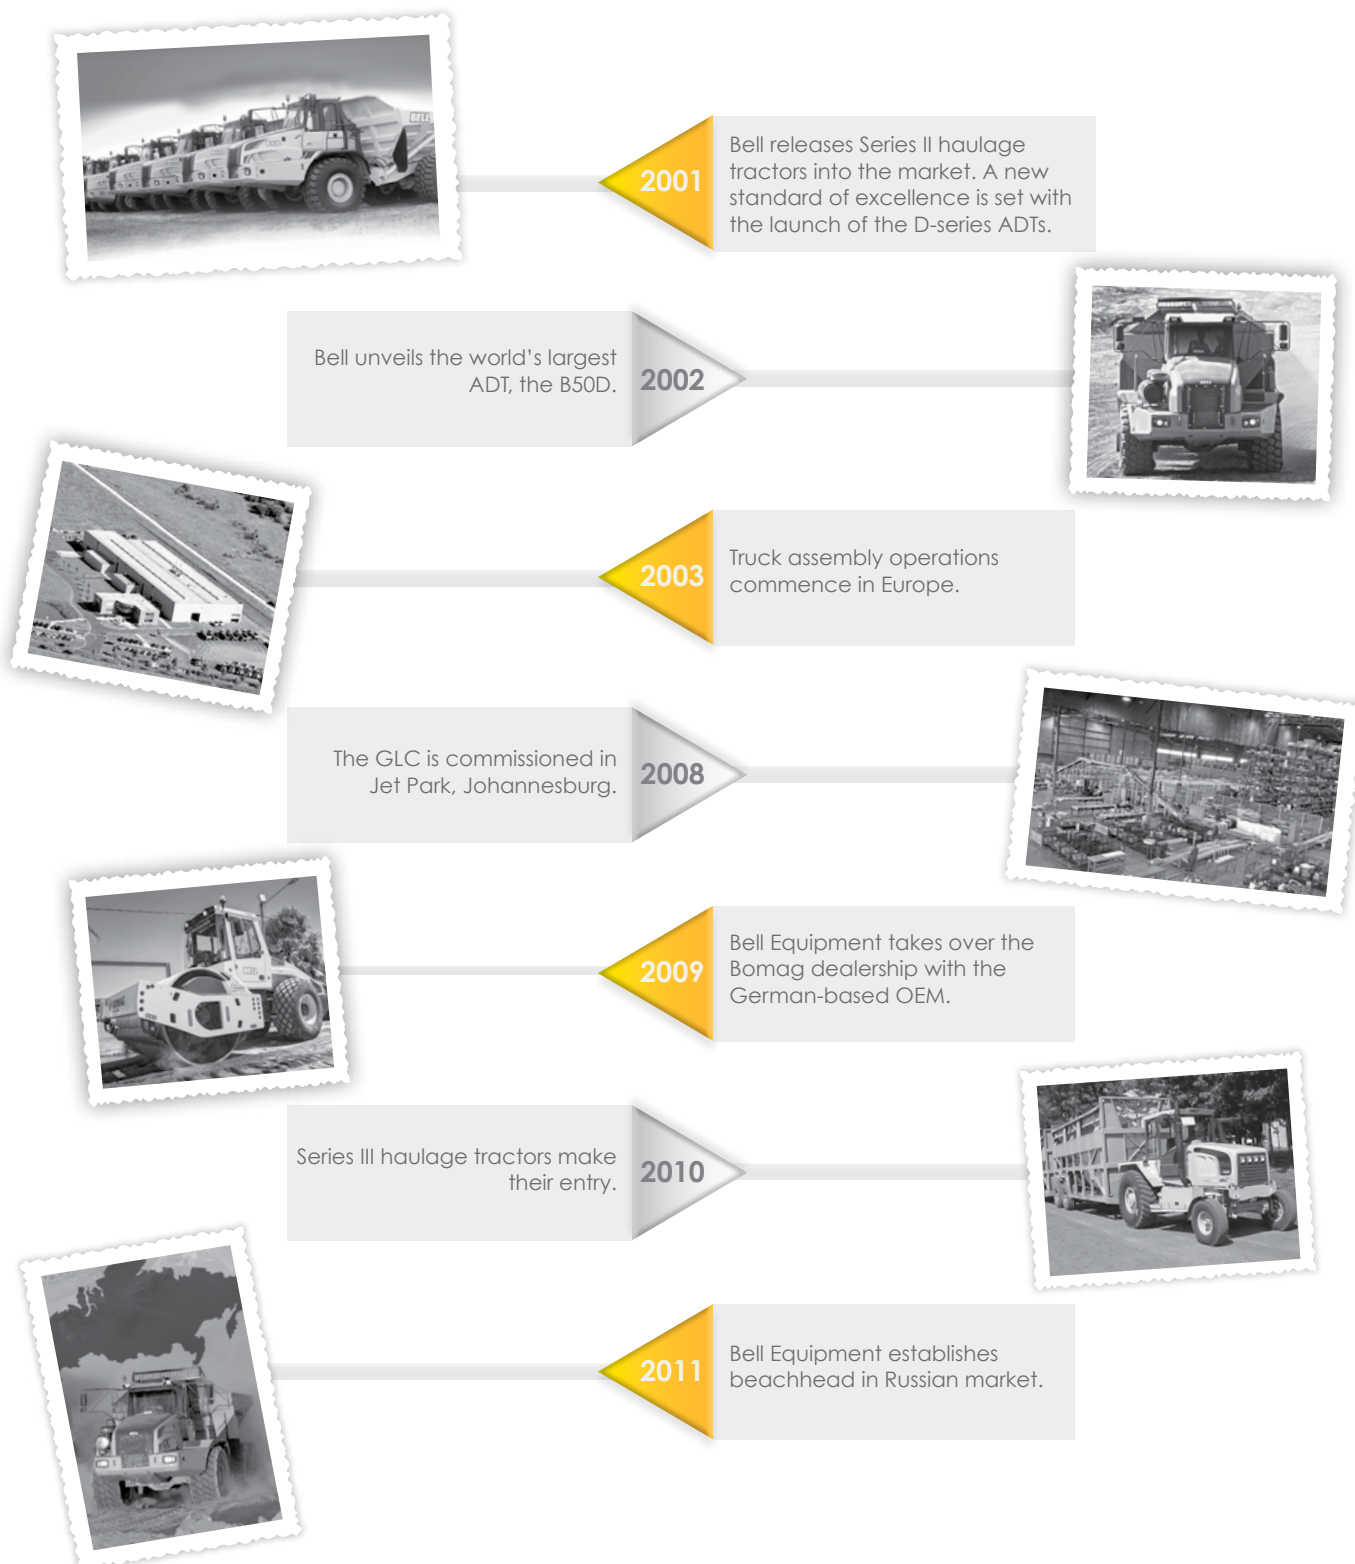 BELL
2001
Bell releases Series II haulage
tractors into the market. A new
standard of excellence is set with
the launch of the D-series ADTs.
Bell unveils the world's largest
ADT, the B50D.
2002
2003
Truck assembly operations
commence in Europe.
The GLC is commissioned in
Jet Park, Johannesburg.
2008
2009
Bell Equipment takes over the
Bomag dealership with the
German-based OEM.
Series III haulage tractors make
their entry.
2010
2011
Bell Equipment establishes
beachhead in Russian market.